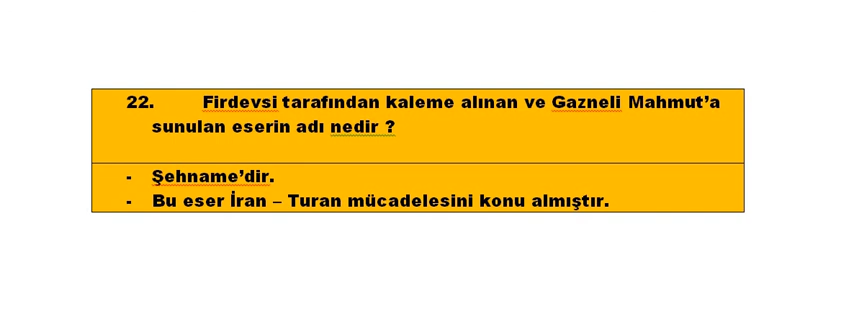 22. Firdevsi tarafından kaleme alınan ve Gazneli Mahmut’a
sunulan eserin adı nedir ?
- Şehname’dir.
- Bu eser İran – Turan mücadelesini konu almıştır.